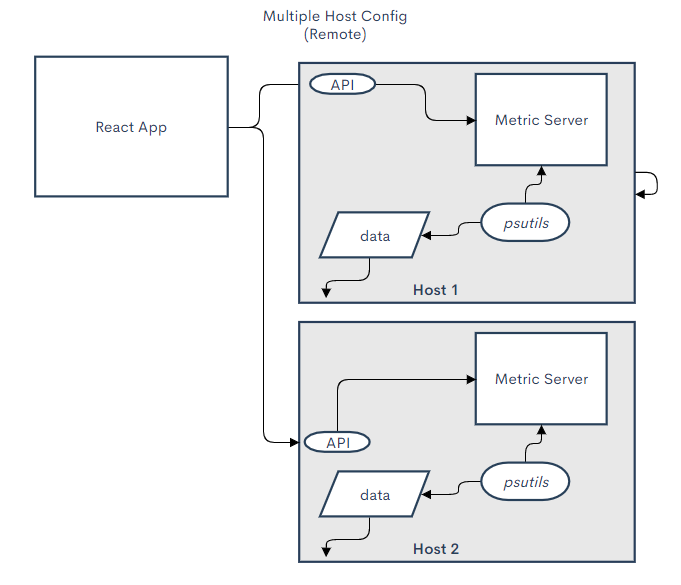 Multiple Host Config
(Remote)
React App
API
Metric Server
psutils
data
Host 1
Metric Server
API
psutils
data
Host 2